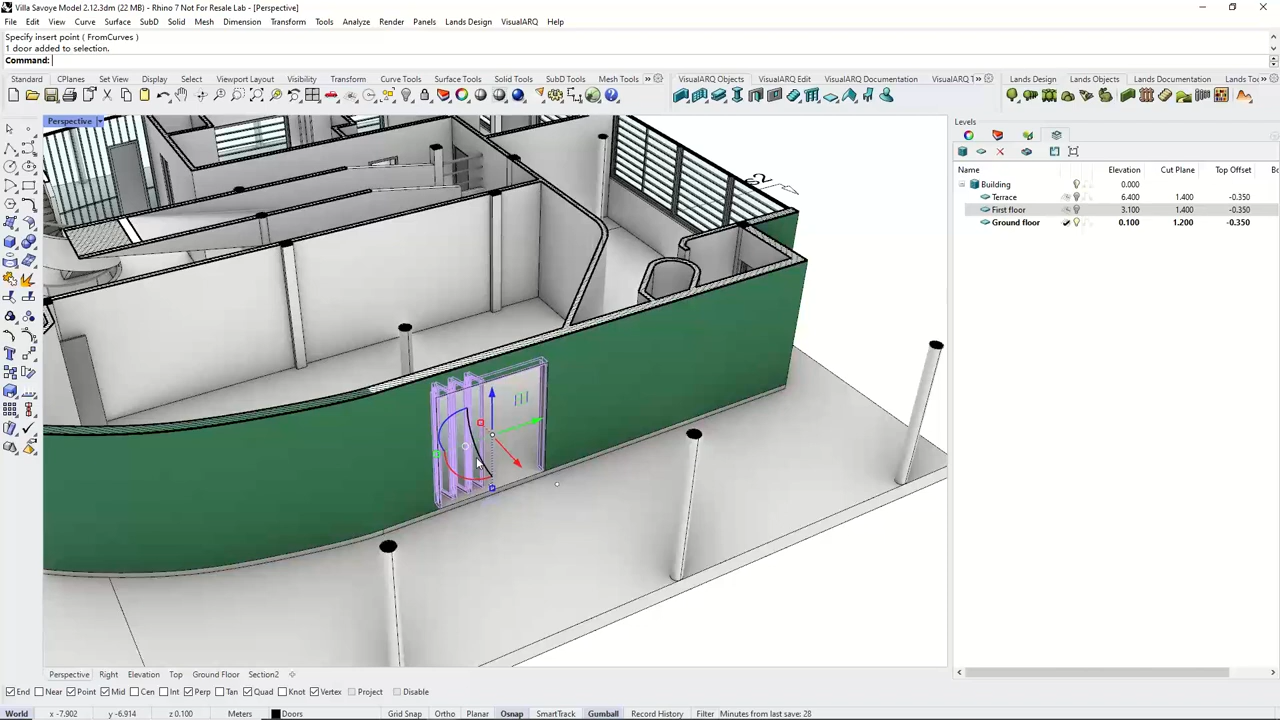 Villa Savoye Model 2.12.3dm (22 MB) - Rhino 7 Not For Resale Lab - [Perspective]
File Edit View Curve Surface SubD Solid Mesh Dimension Transform Tools Analyze Render Panels Landsdesign VisualARQ Help
Specify insert point ( FromCurves )
1 door added to selection.
Command:
Standard CPlanes Set View Display Select Viewport Layout Visibility Transform Curve Tools Surface Tools Solid Tools SubD Tools Mesh Tools » VisualARQ Objects VisualARQ Edit VisualARQ Documentation VisualARQ T » Lands Design Lands Objects Lands Documentation Lands Too »
Perspective
Levels
Name Elevation Cut Plane Top Offset Bo
Building 0.000
Terrace 6.400 1.400 -0.350
First floor 3.100 1.400 -0.350
Ground floor 0.100 1.200 -0.350
Perspective Right Elevation Top Ground Floor Section2
End Near Point Mid Cen Int Perp Tan Quad Knot Vertex Project Disable
World x -7.902 y -6.914 z 0.100 Meters Doors Grid Snap Ortho Planar Osnap SmartTrack Gumball Record History Filter Minutes from last save: 28